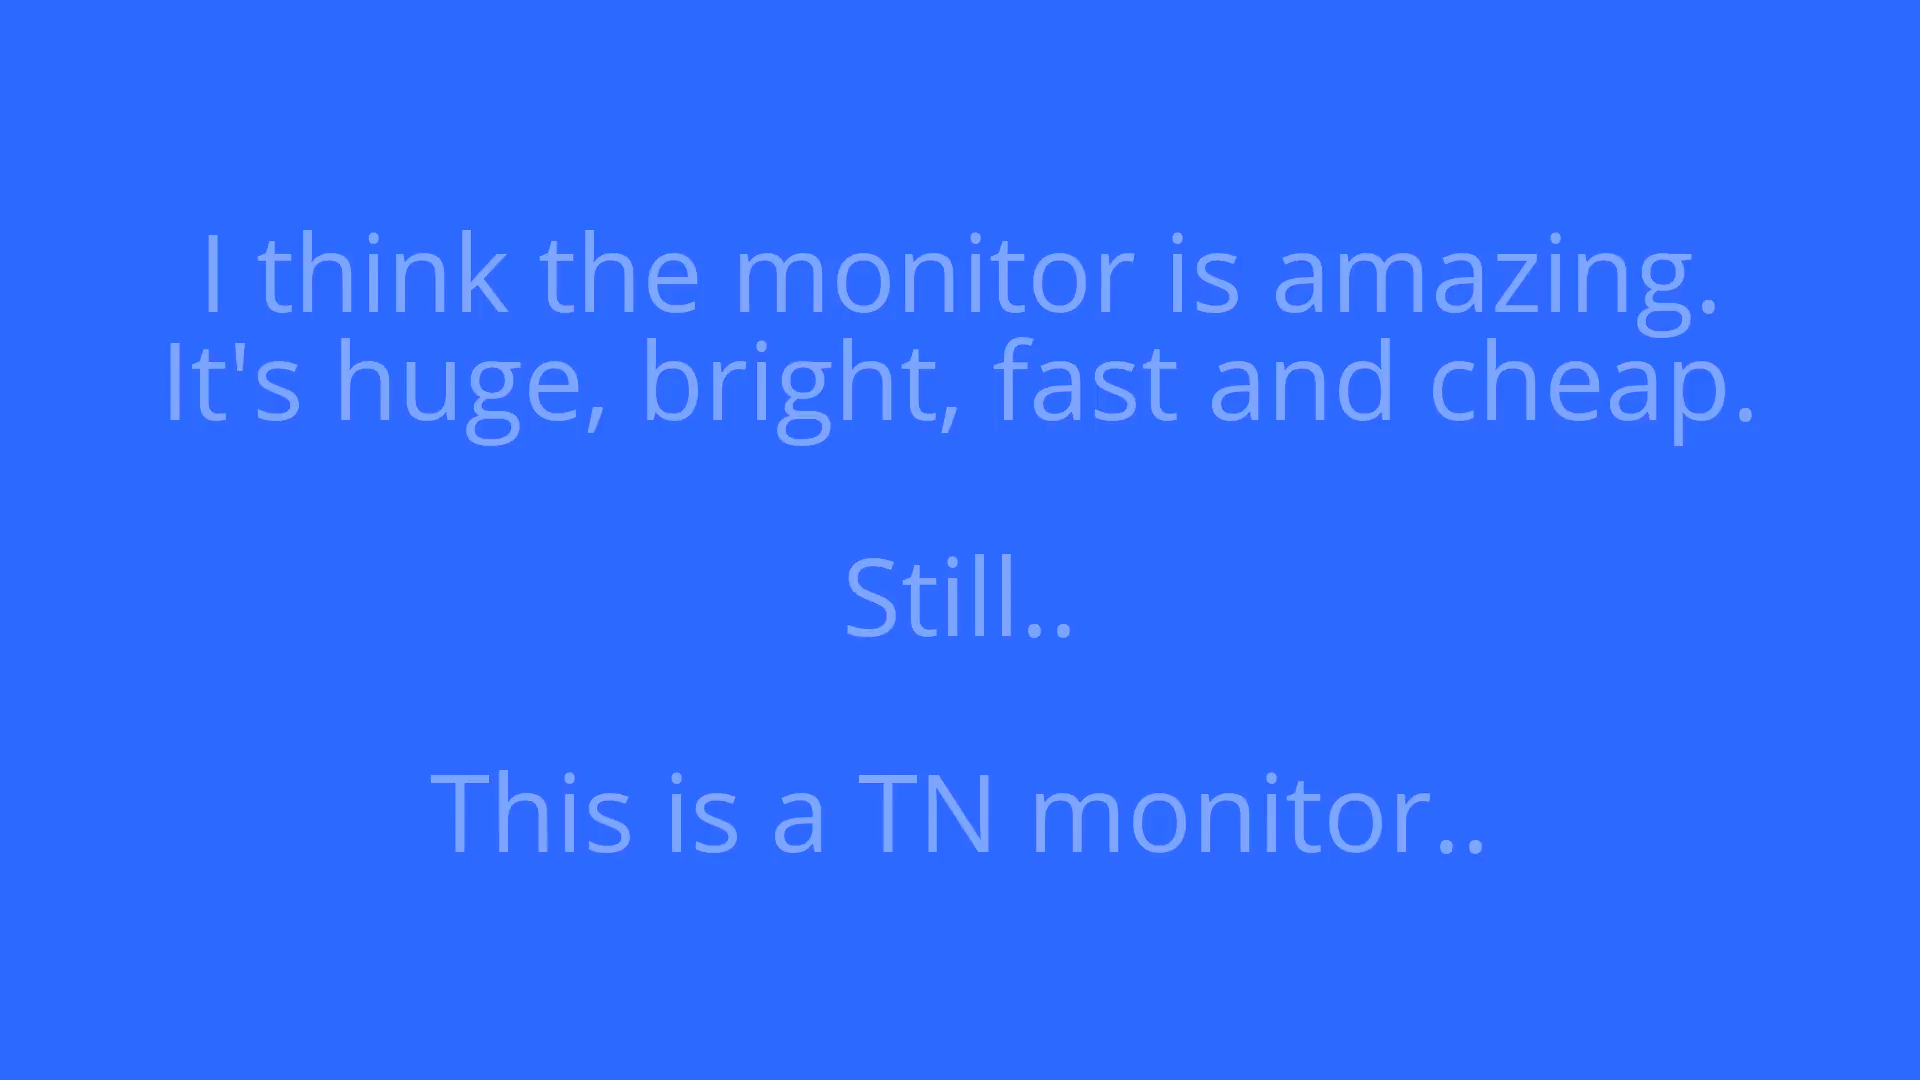 I think the monitor is amazing.
It's huge, bright, fast and cheap.
Still..
This is a TN monitor..